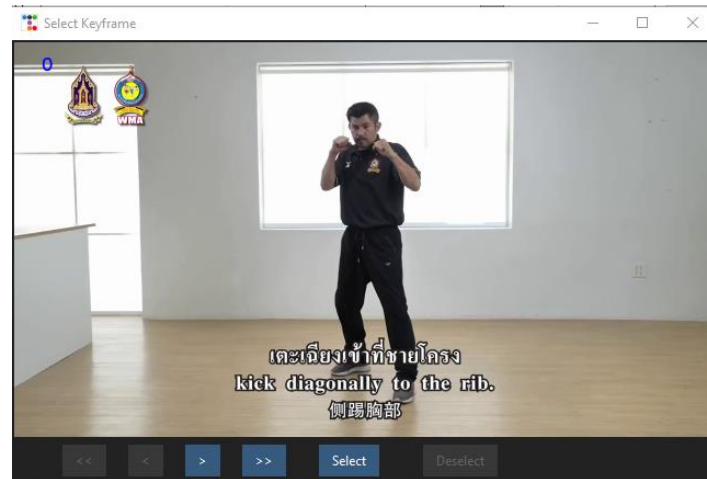 Select Keyframe
0
WMA
เตะเฉียงเข้าที่ชายโครง
kick diagonally to the rib.
侧踢胸部
<< < > >> Select Deselect